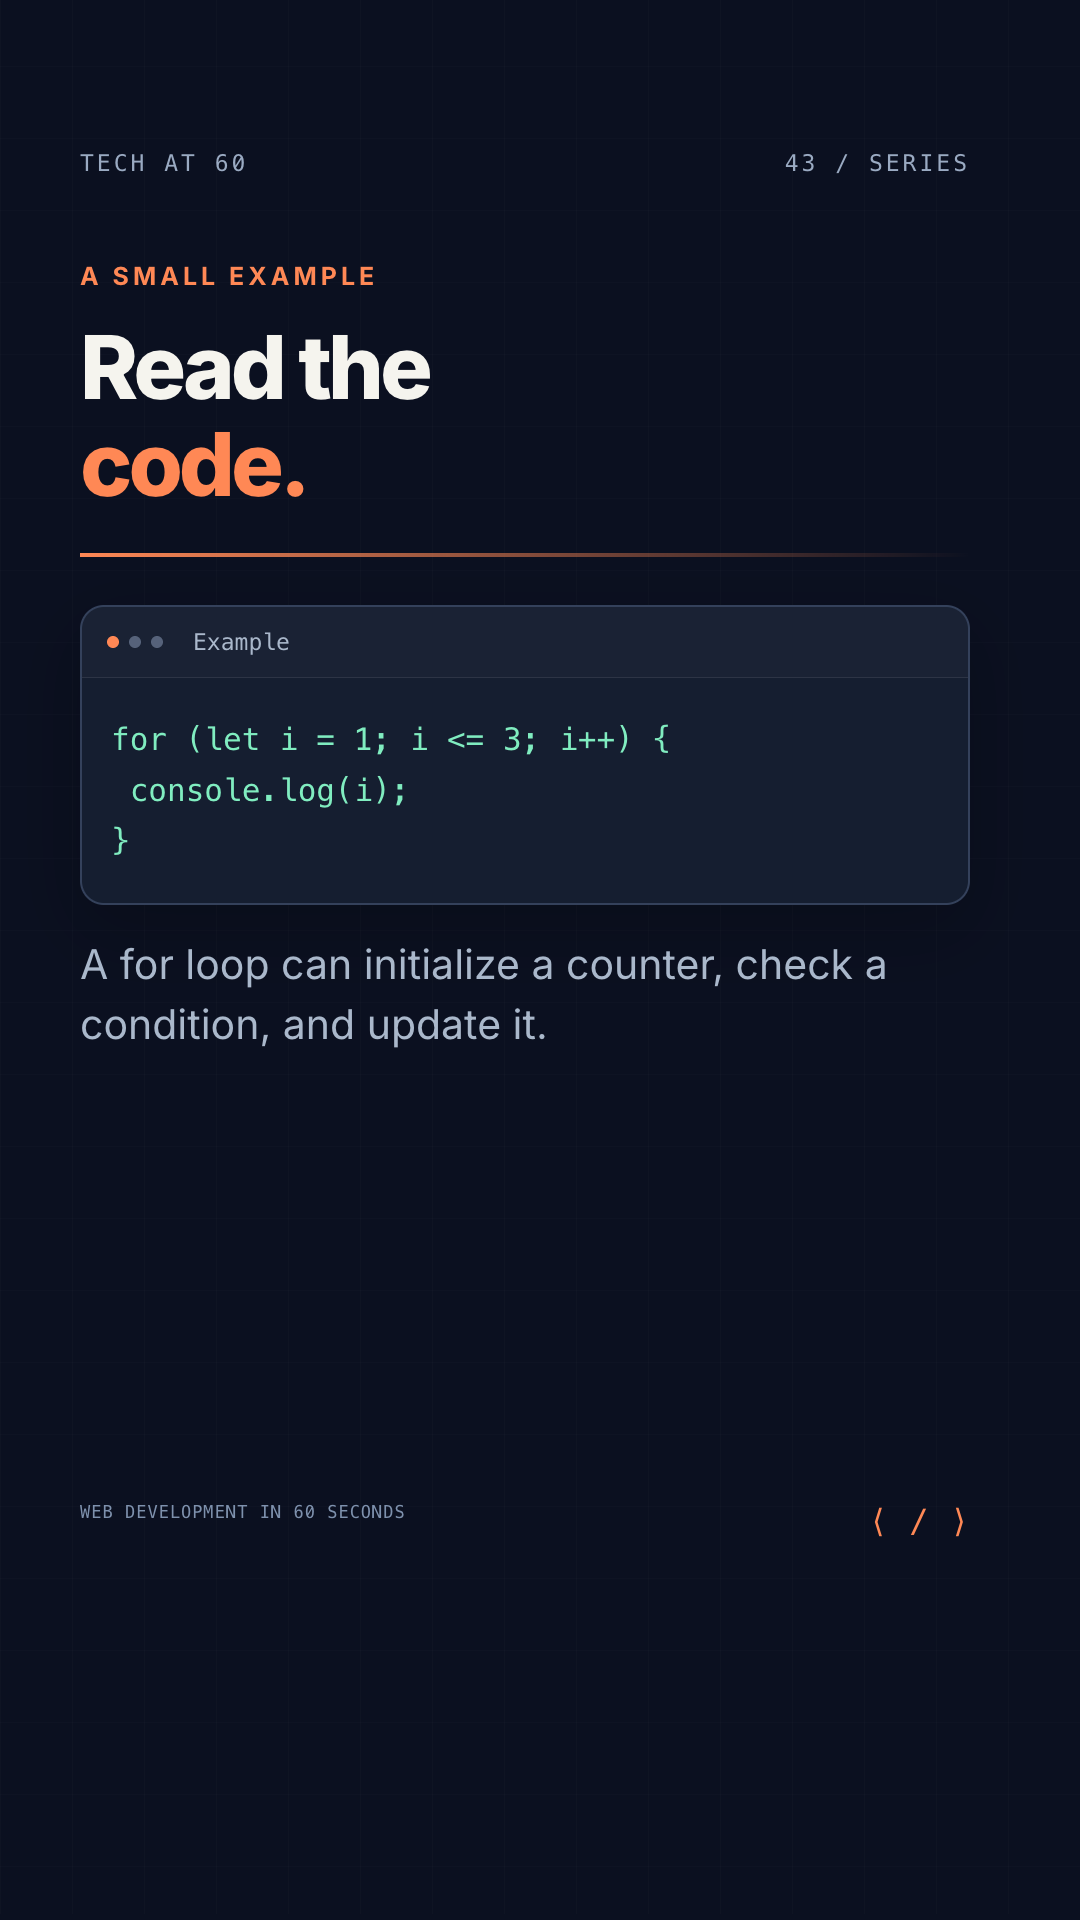 TECH AT 60
43 / SERIES
A SMALL EXAMPLE
Read the
code.
Example
for (let i = 1; i <= 3; i++) {
 console.log(i);
}
A for loop can initialize a counter, check a
condition, and update it.
WEB DEVELOPMENT IN 60 SECONDS
⟨ / ⟩